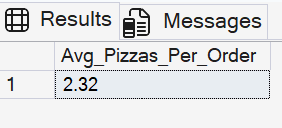 Results Messages
Avg_Pizzas_Per_Order
1 2.32